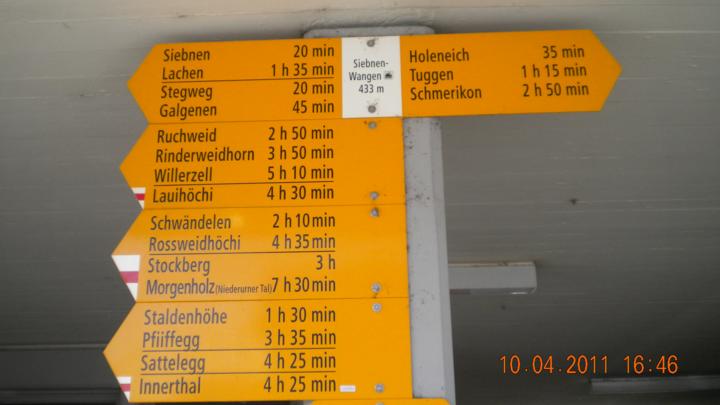 Siebnen 20 min
Lachen 1 h 35 min
Stegweg 20 min
Galgenen 45 min
Siebnen-
Wangen
433 m
Holeneich 35 min
Tuggen 1 h 15 min
Schmerikon 2 h 50 min
Ruchweid 2 h 50 min
Rinderweidhorn 3 h 50 min
Willerzell 5 h 10 min
Lauihöchi 4 h 30 min
Schwändelen 2 h 10 min
Rossweidhöchi 4 h 35 min
Stockberg 3 h
Morgenholz (Niederurner Tal) 7 h 30 min
Staldenhöhe 1 h 30 min
Pfiiffegg 3 h 35 min
Sattelegg 4 h 25 min
Innerthal 4 h 25 min
10.04.2011 16:46